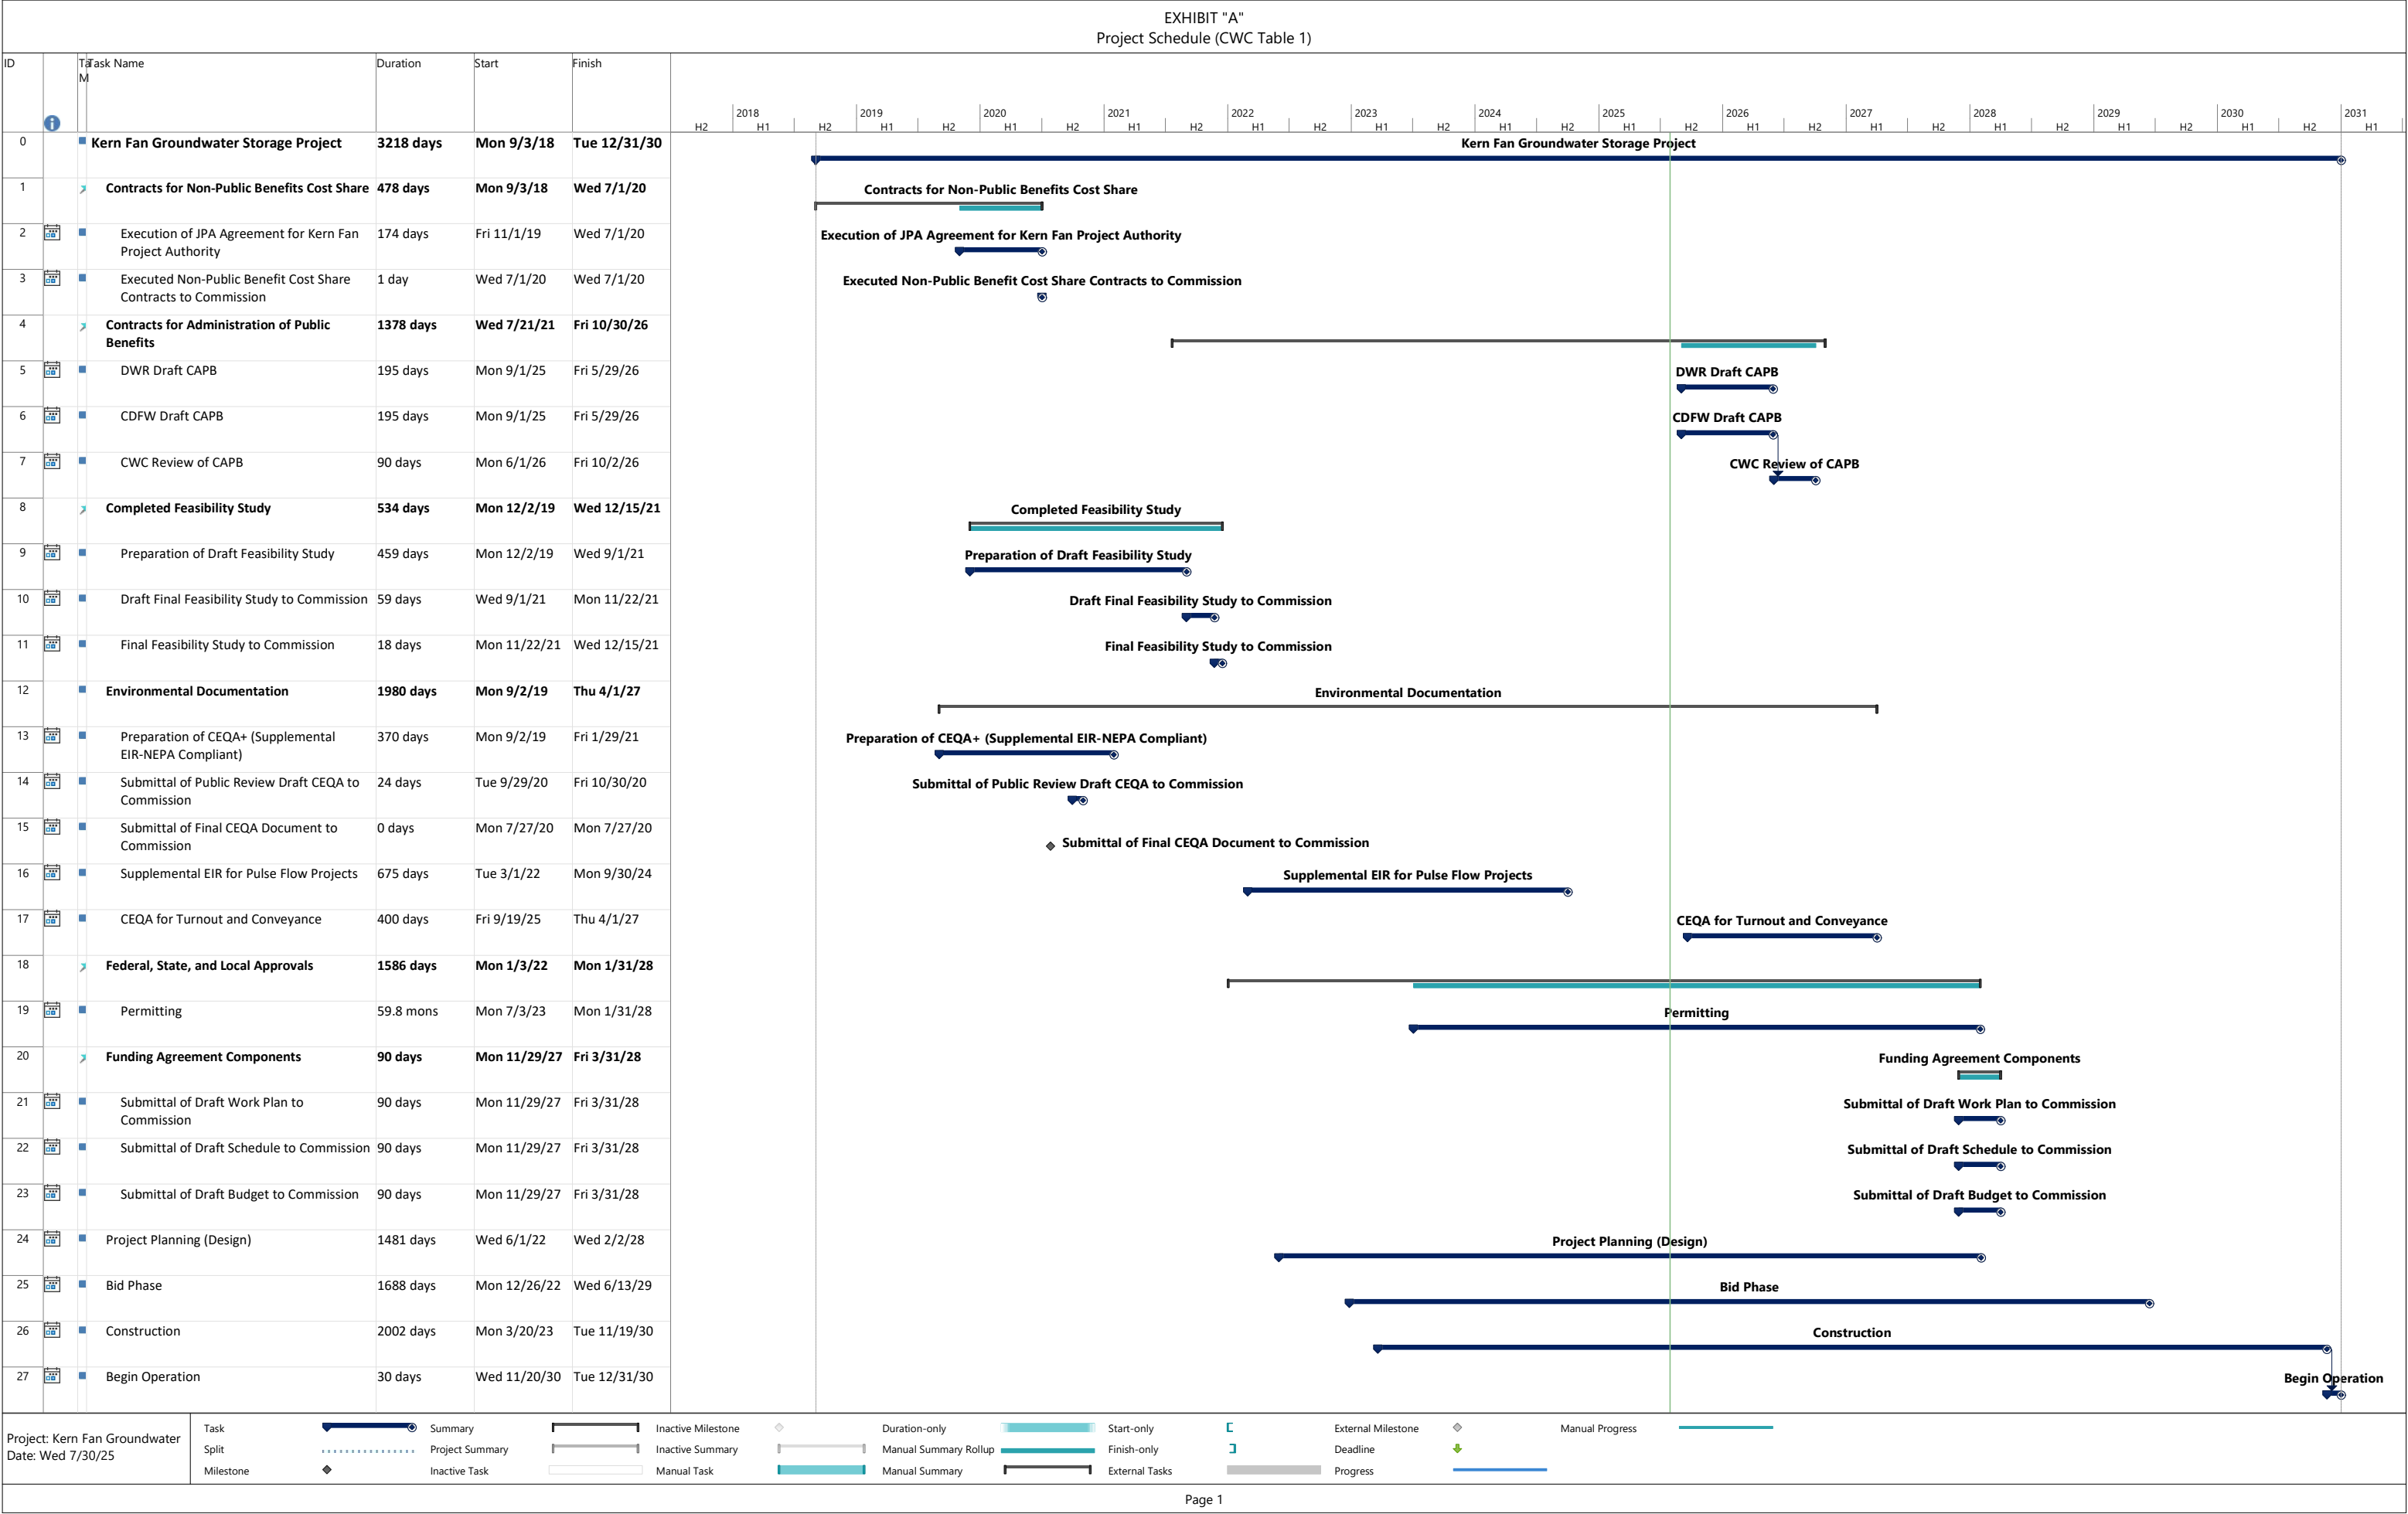 EXHIBIT "A"
Project Schedule (CWC Table 1)
ID Ta Task Name Duration Start Finish
M
2018 2019 2020 2021 2022 2023 2024 2025 2026 2027 2028 2029 2030 2031
H2 H1 H2 H1 H2 H1 H2 H1 H2 H1 H2 H1 H2 H1 H2 H1 H2 H1 H2 H1 H2 H1 H2 H1 H2 H1 H2 H1
0 Kern Fan Groundwater Storage Project 3218 days Mon 9/3/18 Tue 12/31/30 Kern Fan Groundwater Storage Project
1 Contracts for Non-Public Benefits Cost Share 478 days Mon 9/3/18 Wed 7/1/20 Contracts for Non-Public Benefits Cost Share
2 Execution of JPA Agreement for Kern Fan 174 days Fri 11/1/19 Wed 7/1/20 Execution of JPA Agreement for Kern Fan Project Authority
Project Authority
3 Executed Non-Public Benefit Cost Share 1 day Wed 7/1/20 Wed 7/1/20 Executed Non-Public Benefit Cost Share Contracts to Commission
Contracts to Commission
4 Contracts for Administration of Public 1378 days Wed 7/21/21 Fri 10/30/26
Benefits
5 DWR Draft CAPB 195 days Mon 9/1/25 Fri 5/29/26 DWR Draft CAPB
6 CDFW Draft CAPB 195 days Mon 9/1/25 Fri 5/29/26 CDFW Draft CAPB
7 CWC Review of CAPB 90 days Mon 6/1/26 Fri 10/2/26 CWC Review of CAPB
8 Completed Feasibility Study 534 days Mon 12/2/19 Wed 12/15/21 Completed Feasibility Study
9 Preparation of Draft Feasibility Study 459 days Mon 12/2/19 Wed 9/1/21 Preparation of Draft Feasibility Study
10 Draft Final Feasibility Study to Commission 59 days Wed 9/1/21 Mon 11/22/21 Draft Final Feasibility Study to Commission
11 Final Feasibility Study to Commission 18 days Mon 11/22/21 Wed 12/15/21 Final Feasibility Study to Commission
12 Environmental Documentation 1980 days Mon 9/2/19 Thu 4/1/27 Environmental Documentation
13 Preparation of CEQA+ (Supplemental 370 days Mon 9/2/19 Fri 1/29/21 Preparation of CEQA+ (Supplemental EIR-NEPA Compliant)
EIR-NEPA Compliant)
14 Submittal of Public Review Draft CEQA to 24 days Tue 9/29/20 Fri 10/30/20 Submittal of Public Review Draft CEQA to Commission
Commission
15 Submittal of Final CEQA Document to 0 days Mon 7/27/20 Mon 7/27/20 Submittal of Final CEQA Document to Commission
Commission
16 Supplemental EIR for Pulse Flow Projects 675 days Tue 3/1/22 Mon 9/30/24 Supplemental EIR for Pulse Flow Projects
17 CEQA for Turnout and Conveyance 400 days Fri 9/19/25 Thu 4/1/27 CEQA for Turnout and Conveyance
18 Federal, State, and Local Approvals 1586 days Mon 1/3/22 Mon 1/31/28
19 Permitting 59.8 mons Mon 7/3/23 Mon 1/31/28 Permitting
20 Funding Agreement Components 90 days Mon 11/29/27 Fri 3/31/28 Funding Agreement Components
21 Submittal of Draft Work Plan to 90 days Mon 11/29/27 Fri 3/31/28 Submittal of Draft Work Plan to Commission
Commission
22 Submittal of Draft Schedule to Commission 90 days Mon 11/29/27 Fri 3/31/28 Submittal of Draft Schedule to Commission
23 Submittal of Draft Budget to Commission 90 days Mon 11/29/27 Fri 3/31/28 Submittal of Draft Budget to Commission
24 Project Planning (Design) 1481 days Wed 6/1/22 Wed 2/2/28 Project Planning (Design)
25 Bid Phase 1688 days Mon 12/26/22 Wed 6/13/29 Bid Phase
26 Construction 2002 days Mon 3/20/23 Tue 11/19/30 Construction
27 Begin Operation 30 days Wed 11/20/30 Tue 12/31/30 Begin Operation
Project: Kern Fan Groundwater
Date: Wed 7/30/25
Task Summary Inactive Milestone Duration-only Start-only External Milestone Manual Progress
Split Project Summary Inactive Summary Manual Summary Rollup Finish-only Deadline
Milestone Inactive Task Manual Task Manual Summary External Tasks Progress
Page 1